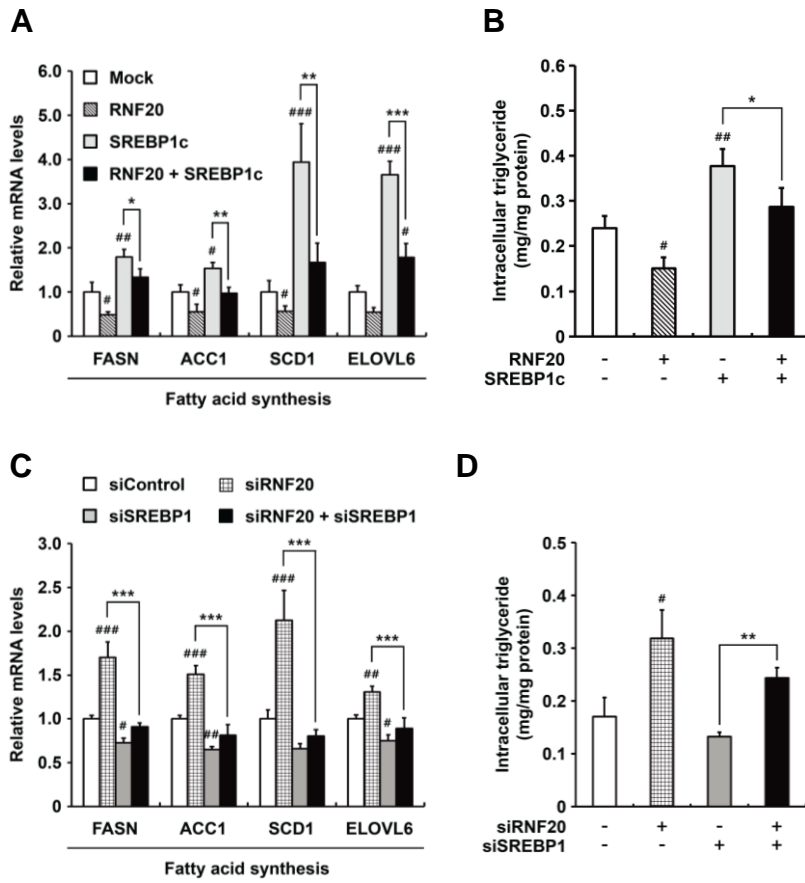 A
Relative mRNA levels
6.0
5.0
4.0
3.0
2.0
1.0
0
Mock
RNF20
SREBP1c
RNF20 + SREBP1c
# ## *
# # **
# ### **
### *** #
FASN ACC1 SCD1 ELOVL6
Fatty acid synthesis
B
Intracellular triglyceride
(mg/mg protein)
0.6
0.5
0.4
0.3
0.2
0.1
0
# ## *
RNF20 - + - +
SREBP1c - - + +
C
siControl siRNF20
siSREBP1 siRNF20 + siSREBP1
Relative mRNA levels
3.0
2.5
2.0
1.5
1.0
0.5
0
### # ***
### ## ***
### ***
## # ***
FASN ACC1 SCD1 ELOVL6
Fatty acid synthesis
D
Intracellular triglyceride
(mg/mg protein)
0.5
0.4
0.3
0.2
0.1
0
# **
siRNF20 - + - +
siSREBP1 - - + +